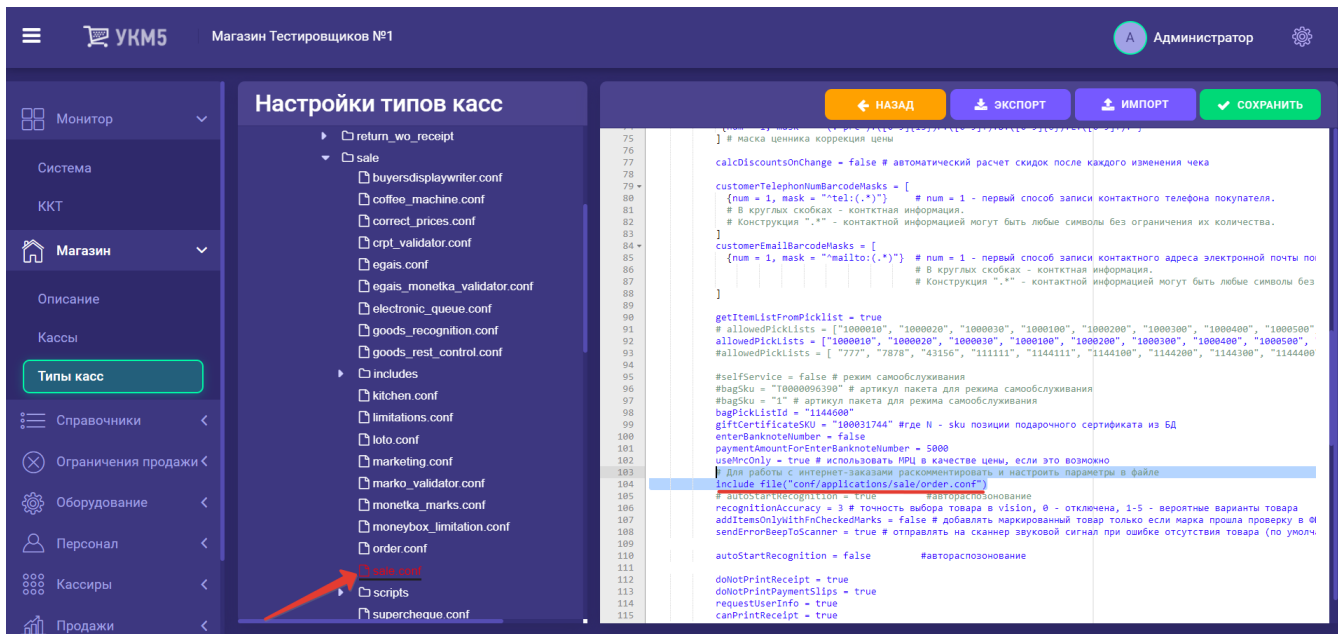 УКМ5
Магазин Тестировщиков №1
А
Администратор
Монитор
Система
ККТ
Магазин
Описание
Кассы
Типы касс
Справочники
Ограничения продажи
Оборудование
Персонал
Кассиры
Продажи
Настройки типов касс
return_wo_receipt
sale
buyersdisplaywriter.conf
coffee_machine.conf
correct_prices.conf
crpt_validator.conf
egais.conf
egais_monetka_validator.conf
electronic_queue.conf
goods_recognition.conf
goods_rest_control.conf
includes
kitchen.conf
limitations.conf
loto.conf
marketing.conf
marko_validator.conf
monetka_marks.conf
moneybox_limitation.conf
order.conf
sale.conf
scripts
supercheque.conf
НАЗАД
ЭКСПОРТ
ИМПОРТ
СОХРАНИТЬ
75 ] # маска ценника коррекция цены
76
77 calcDiscountsOnChange = false # автоматический расчет скидок после каждого изменения чека
78
79 customerTelephonNumBarcodeMasks = [
80 {num = 1, mask = "^tel:(.*)"} # num = 1 - первый способ записи контактного телефона покупателя.
81 # В круглых скобках - контктная информация.
82 # Конструкция ".*" - контактной информацией могут быть любые символы без ограничения их количества.
83 ]
84 customerEmailBarcodeMasks = [
85 {num = 1, mask = "^mailto:(.*)"} # num = 1 - первый способ записи контактного адреса электронной почты
86 # В круглых скобках - контктная информация.
87 # Конструкция ".*" - контактной информацией могут быть любые символы без
88 ]
89
90 getItemListFromPicklist = true
91 # allowedPickLists = ["1000010", "1000020", "1000030", "1000100", "1000200", "1000300", "1000400", "1000500"
92 allowedPickLists = ["1000010", "1000020", "1000030", "1000100", "1000200", "1000300", "1000400", "1000500",
93 #allowedPickLists = [ "777", "7878", "43156", "111111", "1144111", "1144100", "1144200", "1144300", "1144400
94
95 #selfService = false # режим самообслуживания
96 #bagSku = "T0000096390" # артикул пакета для режима самообслуживания
97 #bagSku = "1" # артикул пакета для режима самообслуживания
98 bagPickListId = "1144600"
99 giftCertificateSKU = "100031744" #где N - sku позиции подарочного сертификата из БД
100 enterBanknoteNumber = false
101 paymentAmountForEnterBanknoteNumber = 5000
102 useMrcOnly = true # использовать МРЦ в качестве цены, если это возможно
103 # Для работы с интернет-заказами раскомментировать и настроить параметры в файле
104 include file("conf/applications/sale/order.conf")
105 # autoStartRecognition = true #автораспозонование
106 recognitionAccuracy = 3 # точность выбора товара в vision, 0 - отключена, 1-5 - вероятные варианты товара
107 addItemsOnlyWithFnCheckedMarks = false # добавлять маркированный товар только если марка прошла проверку в
108 sendErrorBeepToScanner = true # отправлять на сканнер звуковой сигнал при ошибке отсутствия товара (по умолч
109
110 autoStartRecognition = false #автораспозонование
111
112 doNotPrintReceipt = true
113 doNotPrintPaymentSlips = true
114 requestUserInfo = true
115 canPrintReceipt = true